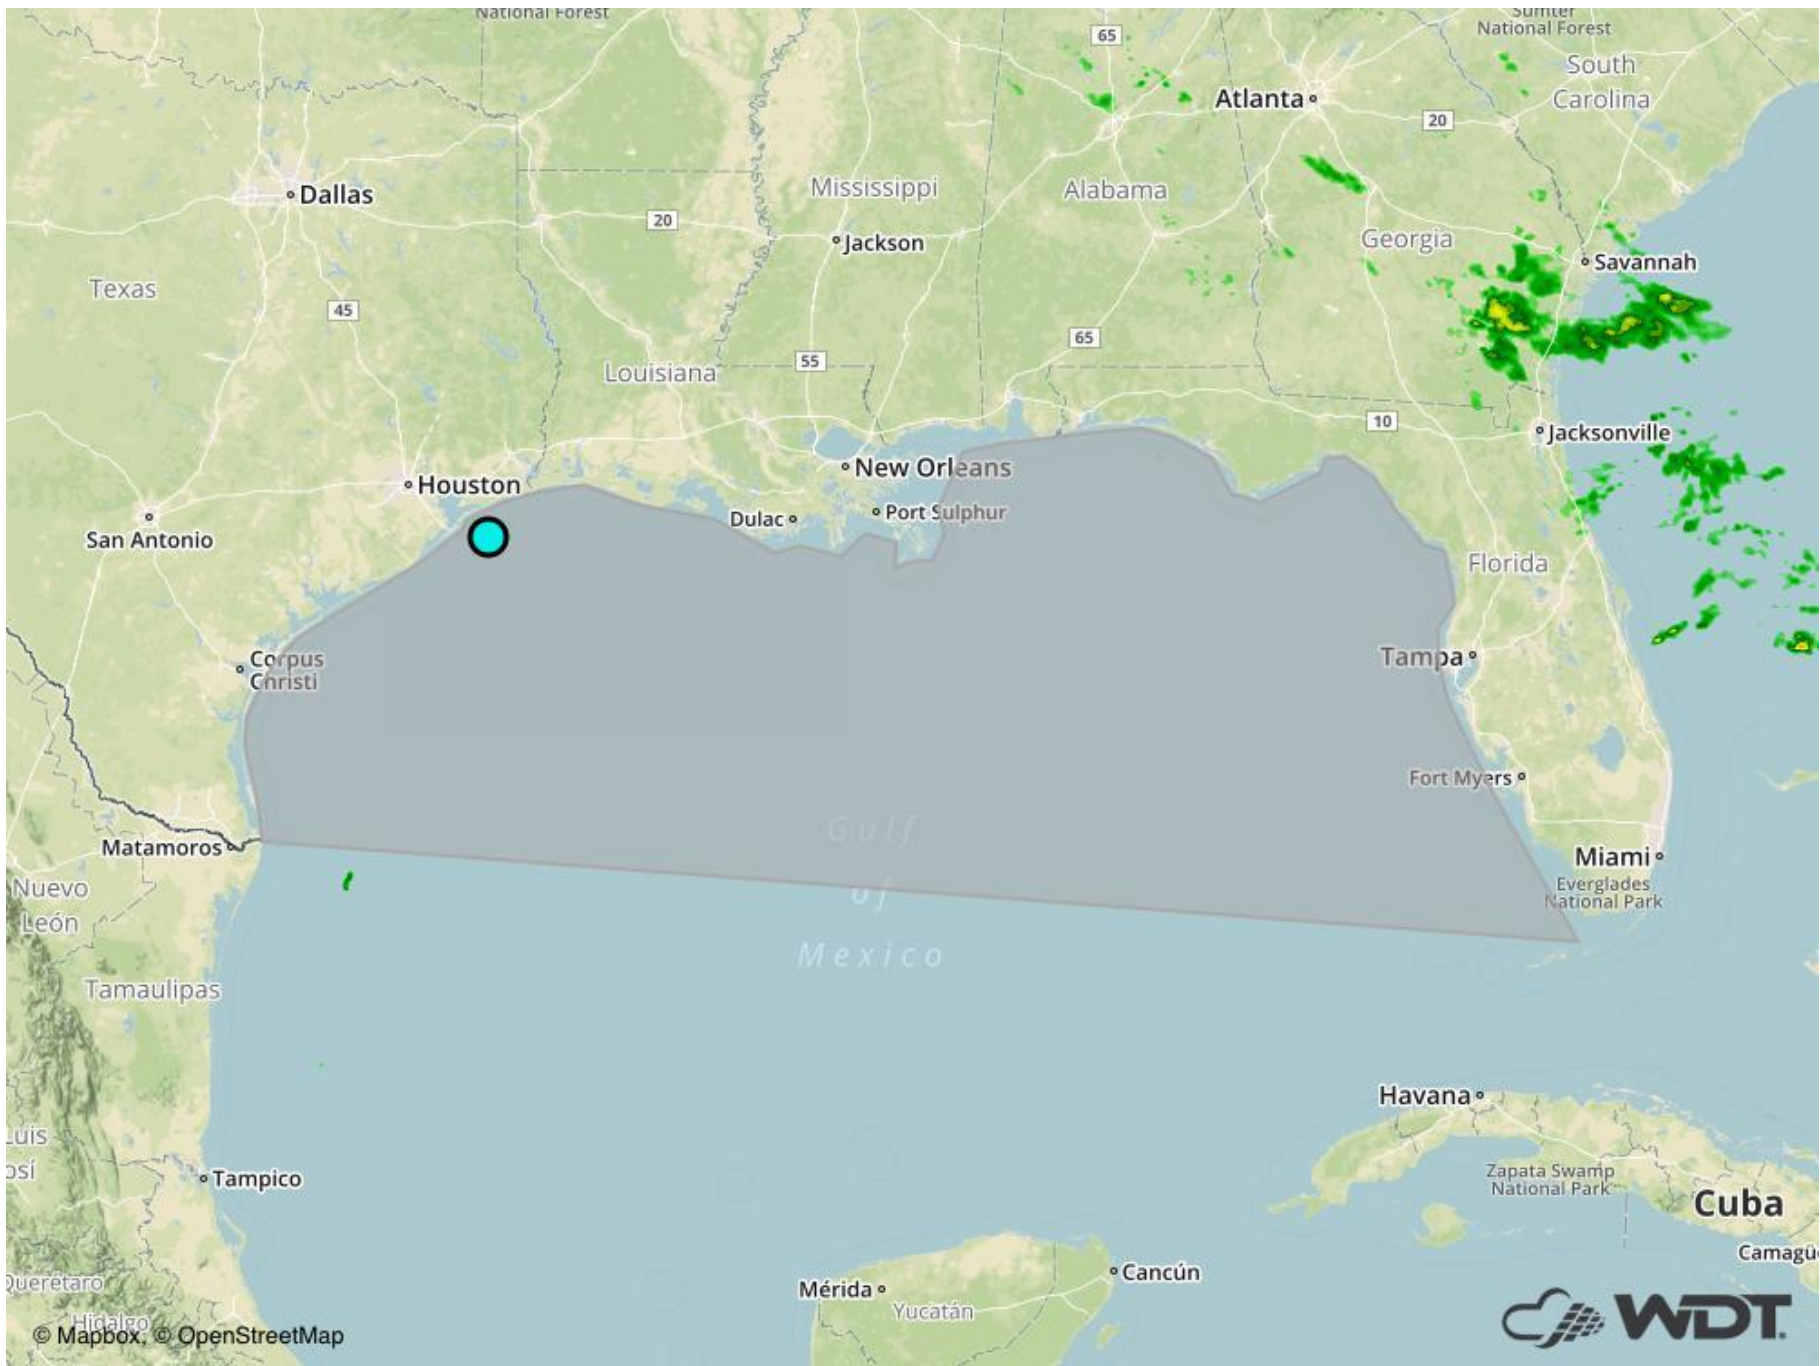 National Forest
Sumter
National Forest
65
South
Carolina
Atlanta
20
Dallas
Mississippi
Alabama
20
Jackson
Georgia
Savannah
Texas
45
65
55
Louisiana
10
Jacksonville
New Orleans
Houston
Dulac
Port Sulphur
San Antonio
Florida
Corpus
Christi
Tampa
Fort Myers
Gulf
of
Mexico
Matamoros
Miami
Everglades
National Park
Nuevo
León
Tamaulipas
Havana
Luis
osí
Zapata Swamp
National Park
Tampico
Cuba
Camagü
Cancún
Mérida
Yucatán
Querétaro
Hidalgo
© Mapbox, © OpenStreetMap
WDT.